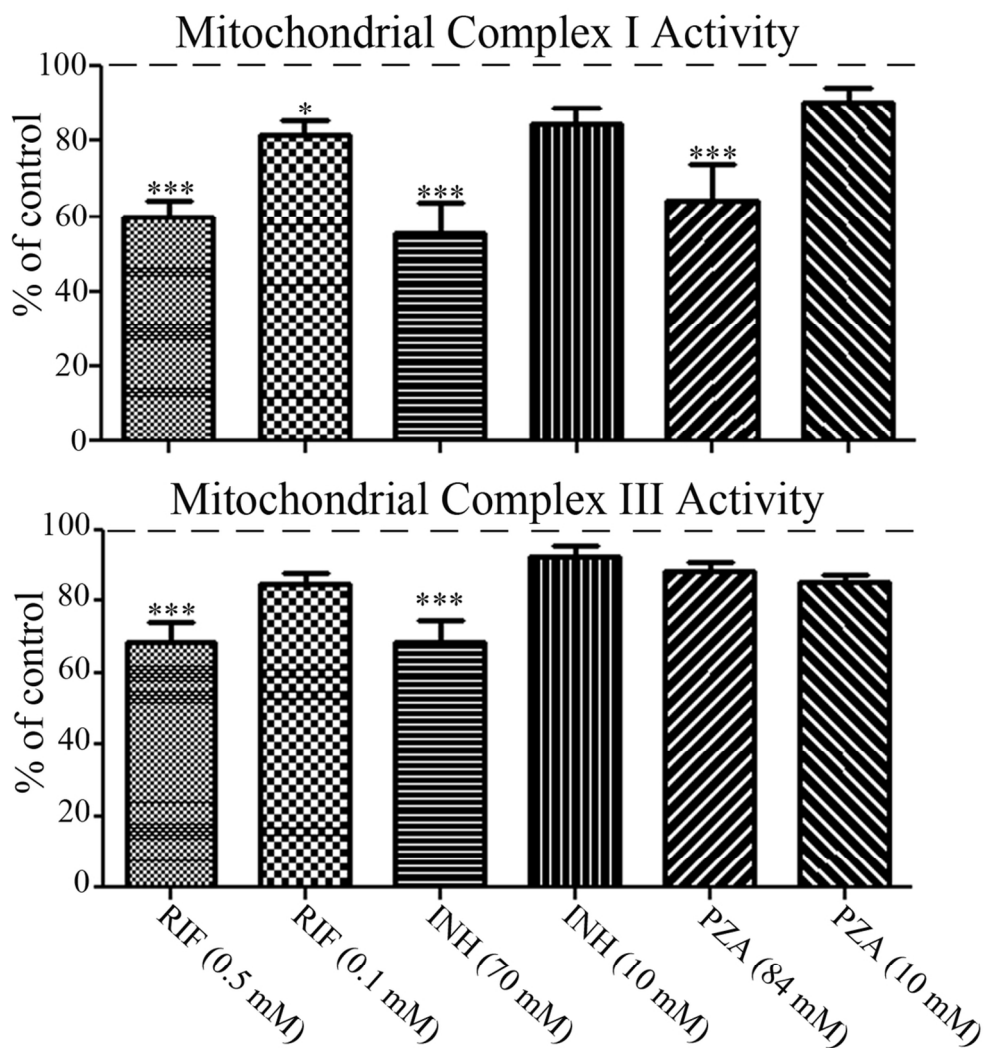 Mitochondrial Complex I Activity
% of control
100
80
60
40
20
0
***
*
***
***
Mitochondrial Complex III Activity
% of control
100
80
60
40
20
0
***
***
RIF (0.5 mM)
RIF (0.1 mM)
INH (70 mM)
INH (10 mM)
PZA (84 mM)
PZA (10 mM)